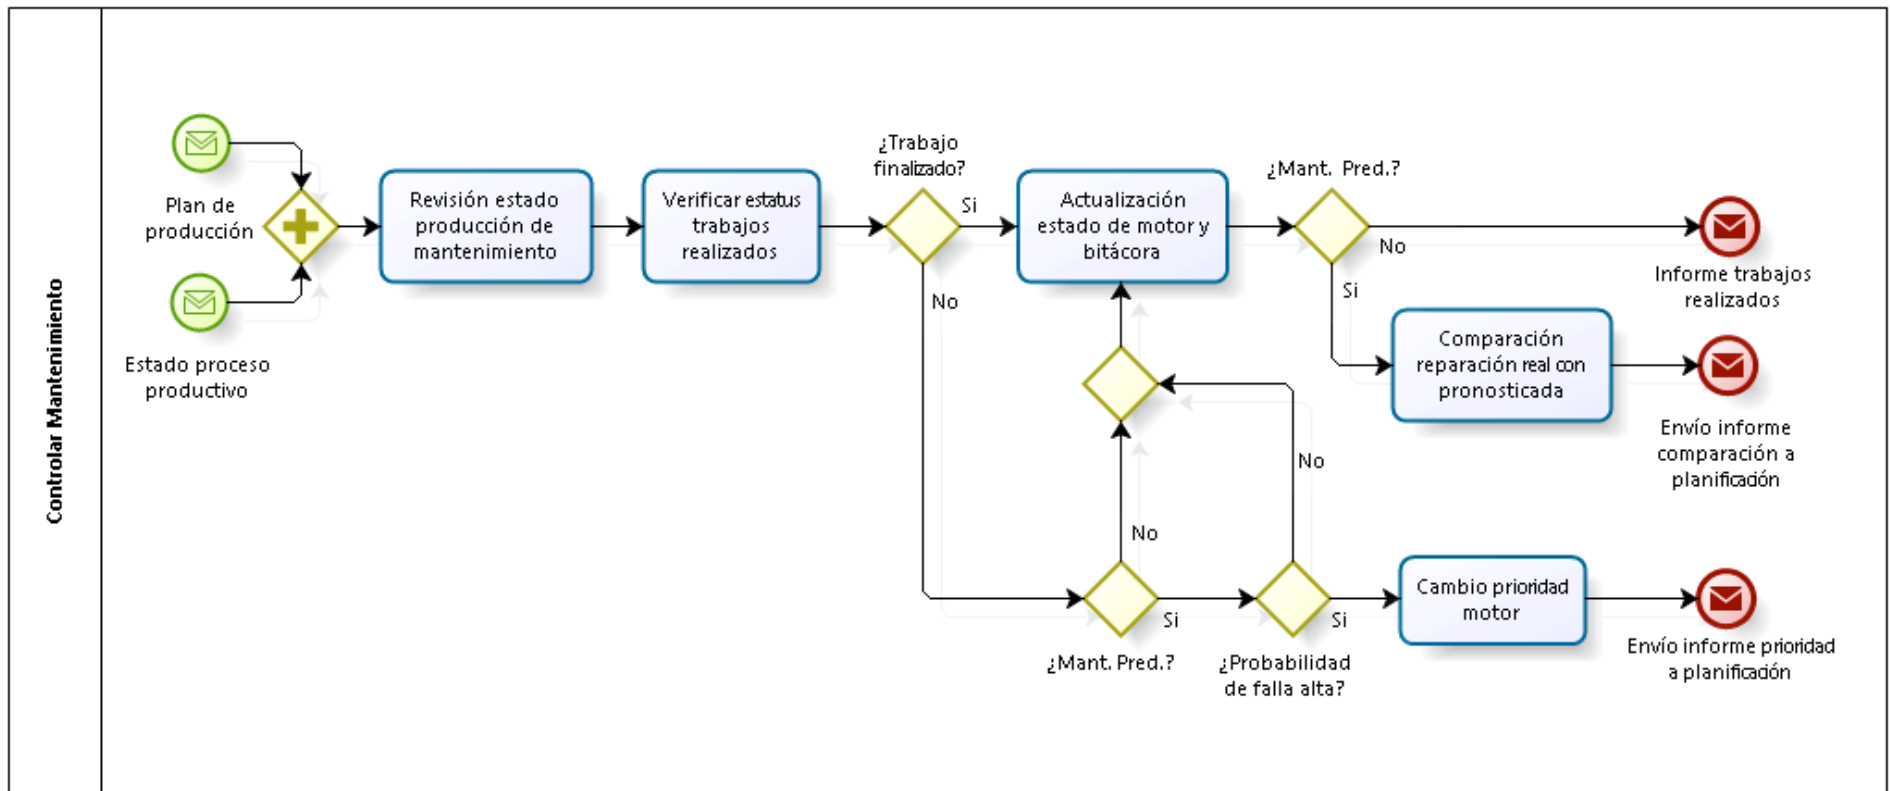 Controlar Mantenimiento
Plan de
producción
Estado proceso
productivo
Revisión estado
producción de
mantenimiento
Verificar estatus
trabajos
realizados
¿Trabajo
finalizado?
Si
No
Actualización
estado de motor y
bitácora
¿Mant. Pred.?
No
Si
Informe trabajos
realizados
Comparación
reparación real con
pronosticada
Envío informe
comparación a
planificación
No
No
Si
¿Mant. Pred.?
Si
¿Probabilidad
de falla alta?
Cambio prioridad
motor
Envío informe prioridad
a planificación